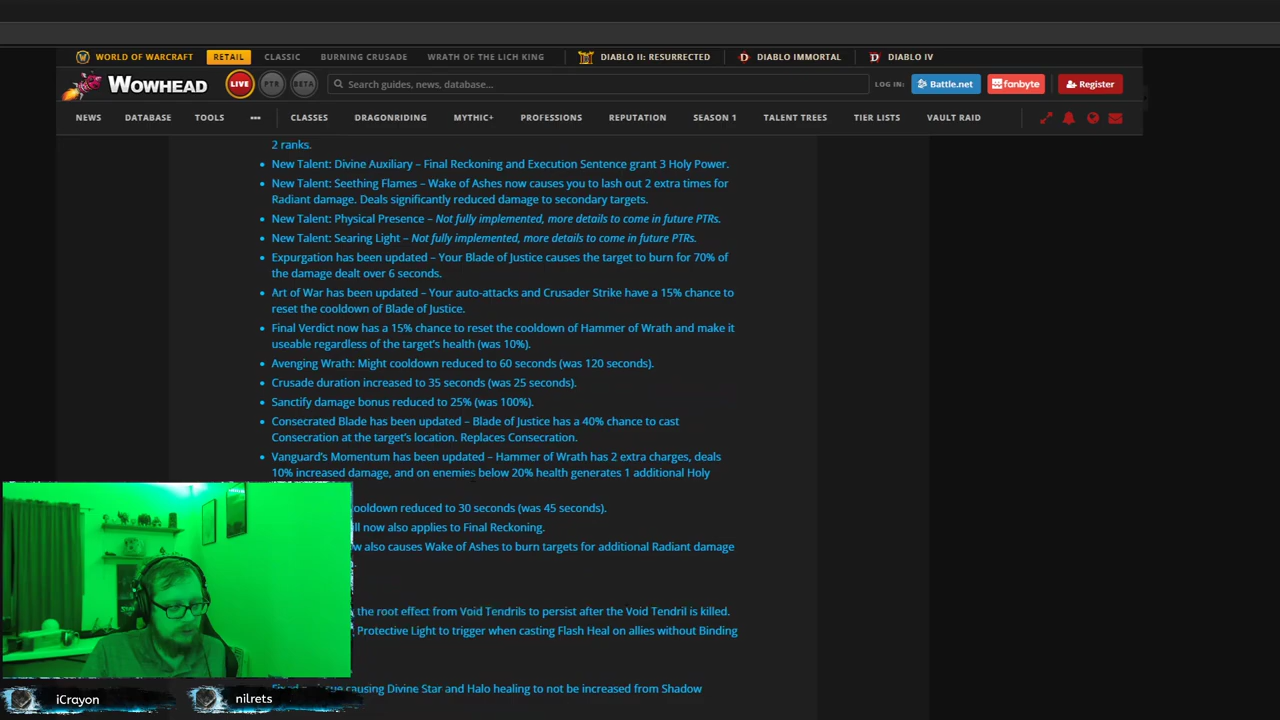 WORLD OF WARCRAFT RETAIL CLASSIC BURNING CRUSADE WRATH OF THE LICH KING DIABLO II: RESURRECTED DIABLO IMMORTAL DIABLO IV
WOWHEAD LIVE PTR BETA Search guides, news, database... LOG IN: Battle.net fanbyte Register
NEWS DATABASE TOOLS ••• CLASSES DRAGONRIDING MYTHIC+ PROFESSIONS REPUTATION SEASON 1 TALENT TREES TIER LISTS VAULT RAID
2 ranks.
• New Talent: Divine Auxiliary – Final Reckoning and Execution Sentence grant 3 Holy Power.
• New Talent: Seething Flames – Wake of Ashes now causes you to lash out 2 extra times for
Radiant damage. Deals significantly reduced damage to secondary targets.
• New Talent: Physical Presence – Not fully implemented, more details to come in future PTRs.
• New Talent: Searing Light – Not fully implemented, more details to come in future PTRs.
• Expurgation has been updated – Your Blade of Justice causes the target to burn for 70% of
the damage dealt over 6 seconds.
• Art of War has been updated – Your auto-attacks and Crusader Strike have a 15% chance to
reset the cooldown of Blade of Justice.
• Final Verdict now has a 15% chance to reset the cooldown of Hammer of Wrath and make it
useable regardless of the target's health (was 10%).
• Avenging Wrath: Might cooldown reduced to 60 seconds (was 120 seconds).
• Crusade duration increased to 35 seconds (was 25 seconds).
• Sanctify damage bonus reduced to 25% (was 100%).
• Consecrated Blade has been updated – Blade of Justice has a 40% chance to cast
Consecration at the target's location. Replaces Consecration.
• Vanguard's Momentum has been updated – Hammer of Wrath has 2 extra charges, deals
10% increased damage, and on enemies below 20% health generates 1 additional Holy
ooldown reduced to 30 seconds (was 45 seconds).
ll now also applies to Final Reckoning.
w also causes Wake of Ashes to burn targets for additional Radiant damage
the root effect from Void Tendrils to persist after the Void Tendril is killed.
Protective Light to trigger when casting Flash Heal on allies without Binding
causing Divine Star and Halo healing to not be increased from Shadow
iCrayon nilrets